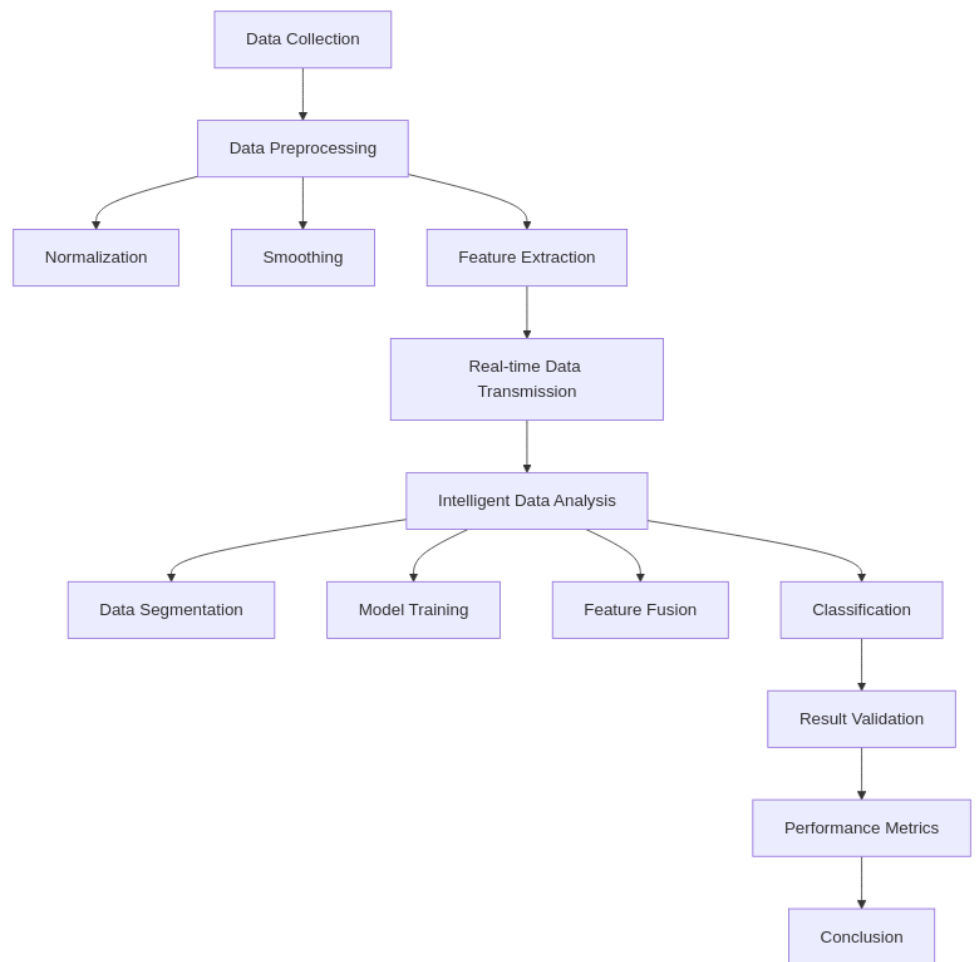 Data Collection
Data Preprocessing
Normalization
Smoothing
Feature Extraction
Real-time Data
Transmission
Intelligent Data Analysis
Data Segmentation
Model Training
Feature Fusion
Classification
Result Validation
Performance Metrics
Conclusion